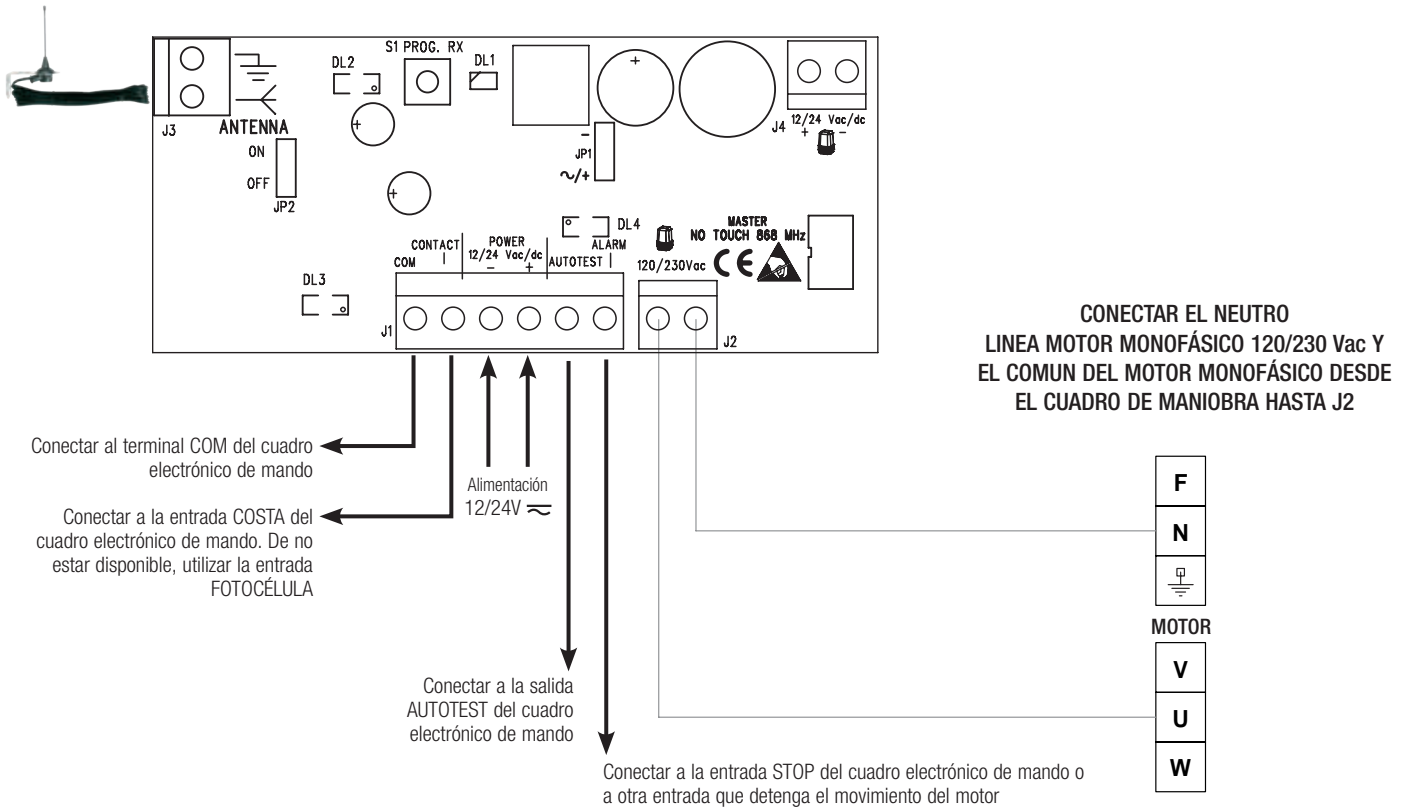 S1 PROG. RX
DL2
DL1
+
J3
ANTENNA
ON
OFF
JP2
+
+
-
JP1
~/+
J4
12/24 Vac/dc
+ -
DL4
MASTER
NO TOUCH 868 MHz
CE
120/230Vac
COM
CONTACT
POWER
12/24 Vac/dc
- +
AUTOTEST
ALARM
DL3
J1
J2
CONECTAR EL NEUTRO
LINEA MOTOR MONOFÁSICO 120/230 Vac Y
EL COMUN DEL MOTOR MONOFÁSICO DESDE
EL CUADRO DE MANIOBRA HASTA J2
Conectar al terminal COM del cuadro
electrónico de mando
Conectar a la entrada COSTA del
cuadro electrónico de mando. De no
estar disponible, utilizar la entrada
FOTOCÉLULA
Alimentación
12/24V
Conectar a la salida
AUTOTEST del cuadro
electrónico de mando
Conectar a la entrada STOP del cuadro electrónico de mando o
a otra entrada que detenga el movimiento del motor
F
N
MOTOR
V
U
W